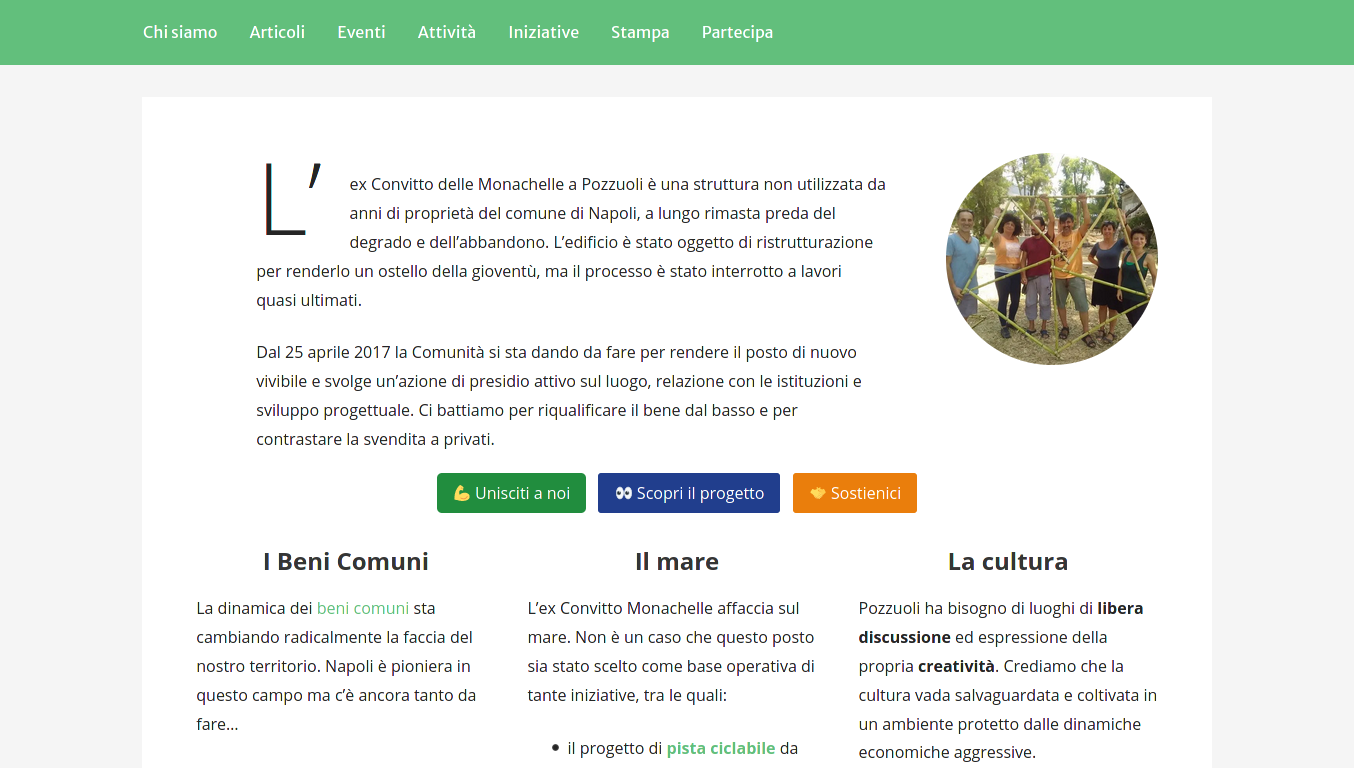 Chi siamo Articoli Eventi Attività Iniziative Stampa Partecipa
L’ex Convitto delle Monachelle a Pozzuoli è una struttura non utilizzata da
anni di proprietà del comune di Napoli, a lungo rimasta preda del
degrado e dell’abbandono. L’edificio è stato oggetto di ristrutturazione
per renderlo un ostello della gioventù, ma il processo è stato interrotto a lavori
quasi ultimati.
Dal 25 aprile 2017 la Comunità si sta dando da fare per rendere il posto di nuovo
vivibile e svolge un’azione di presidio attivo sul luogo, relazione con le istituzioni e
sviluppo progettuale. Ci battiamo per riqualificare il bene dal basso e per
contrastare la svendita a privati.
💪 Unisciti a noi 👀 Scopri il progetto 🤝 Sostienici
I Beni Comuni
La dinamica dei beni comuni sta
cambiando radicalmente la faccia del
nostro territorio. Napoli è pioniera in
questo campo ma c’è ancora tanto da
fare…
Il mare
L’ex Convitto Monachelle affaccia sul
mare. Non è un caso che questo posto
sia stato scelto come base operativa di
tante iniziative, tra le quali:
• il progetto di pista ciclabile da
La cultura
Pozzuoli ha bisogno di luoghi di libera
discussione ed espressione della
propria creatività. Crediamo che la
cultura vada salvaguardata e coltivata in
un ambiente protetto dalle dinamiche
economiche aggressive.